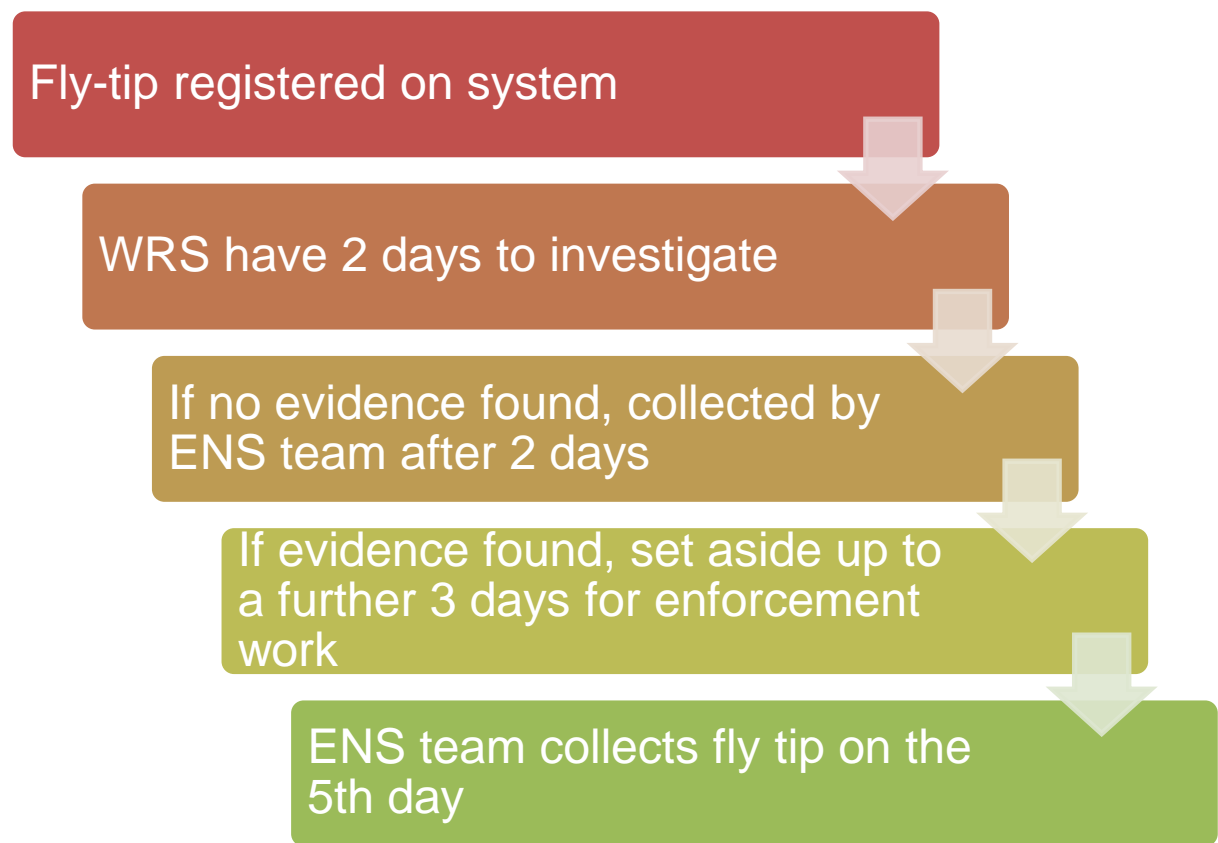 Fly-tip registered on system
WRS have 2 days to investigate
If no evidence found, collected by
ENS team after 2 days
If evidence found, set aside up to
a further 3 days for enforcement
work
ENS team collects fly tip on the
5th day